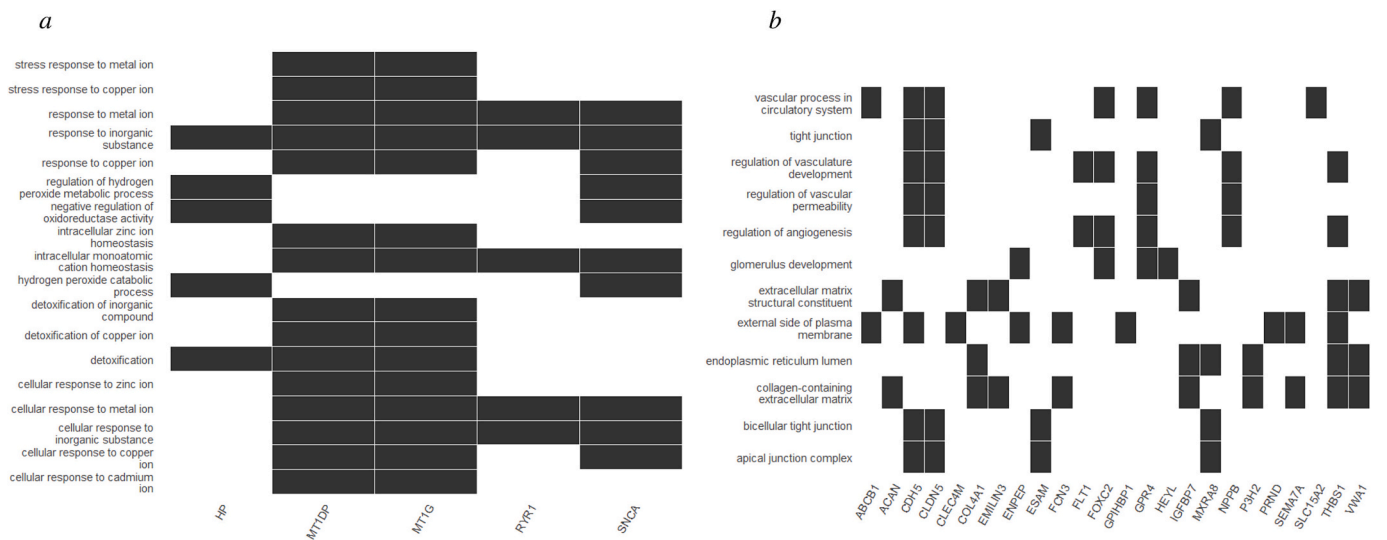 a
stress response to metal ion
stress response to copper ion
response to metal ion
response to inorganic
substance
response to copper ion
regulation of hydrogen
peroxide metabolic process
negative regulation of
oxidoreductase activity
intracellular zinc ion
homeostasis
intracellular monoatomic
cation homeostasis
hydrogen peroxide catabolic
process
detoxification of inorganic
compound
detoxification of copper ion
detoxification
cellular response to zinc ion
cellular response to metal ion
cellular response to
inorganic substance
cellular response to copper
ion
cellular response to cadmium
ion
HP
MT1DP
MT1G
RYR1
SNCA
b
vascular process in
circulatory system
tight junction
regulation of vasculature
development
regulation of vascular
permeability
regulation of angiogenesis
glomerulus development
extracellular matrix
structural constituent
external side of plasma
membrane
endoplasmic reticulum lumen
collagen-containing
extracellular matrix
bicellular tight junction
apical junction complex
ABCB1
ACAN
CDH5
CLDN5
CLEC4M
COL4A1
EMILIN3
ENPEP
ESAM
FCN3
FLT1
FOXC2
GPIHBP1
GPR4
HEYL
IGFBP7
MXRA8
NPPB
P3H2
PRND
SEMA7A
SLC15A2
THBS1
VWA1